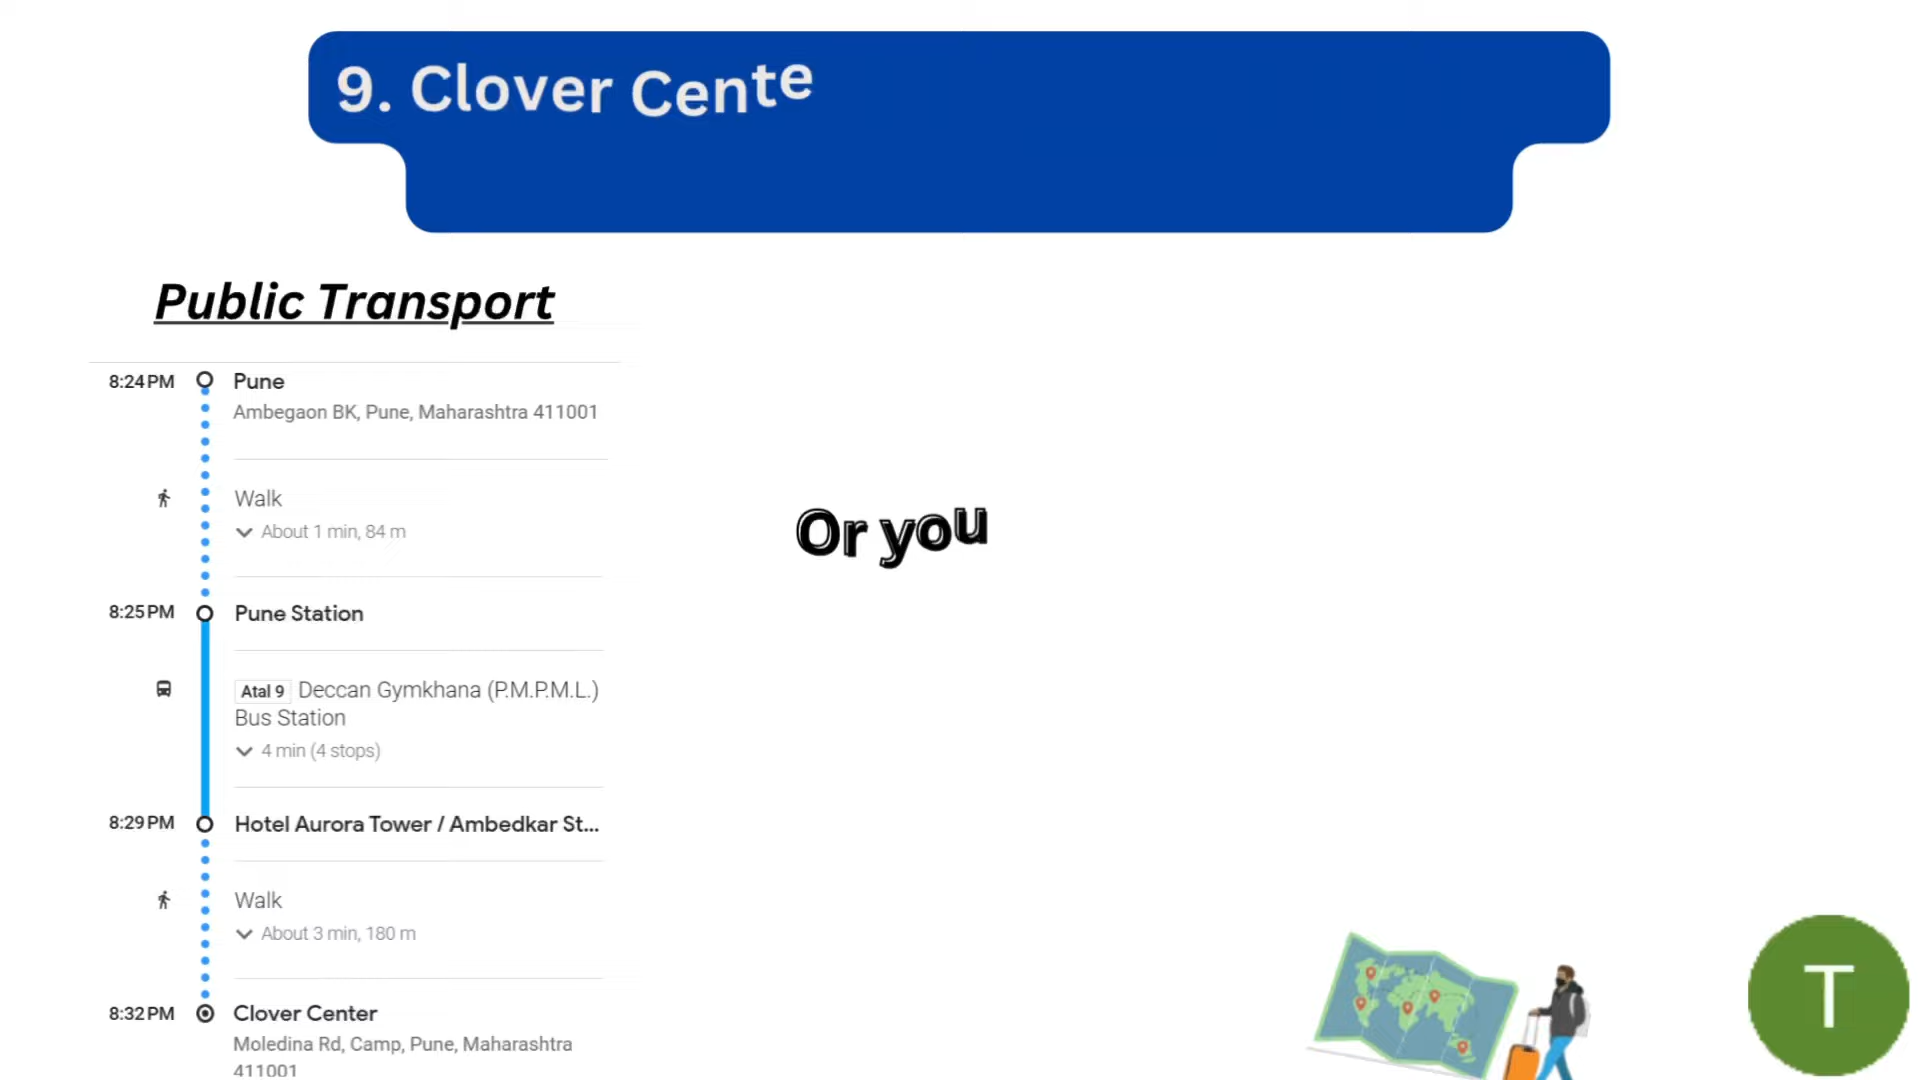 9. Clover Cente
Public Transport
8:24 PM Pune
Ambegaon BK, Pune, Maharashtra 411001
Walk
About 1 min, 84 m
8:25 PM Pune Station
Atal 9 Deccan Gymkhana (P.M.P.M.L.)
Bus Station
4 min (4 stops)
8:29 PM Hotel Aurora Tower / Ambedkar St...
Walk
About 3 min, 180 m
8:32 PM Clover Center
Moledina Rd, Camp, Pune, Maharashtra
411001
Or you
T